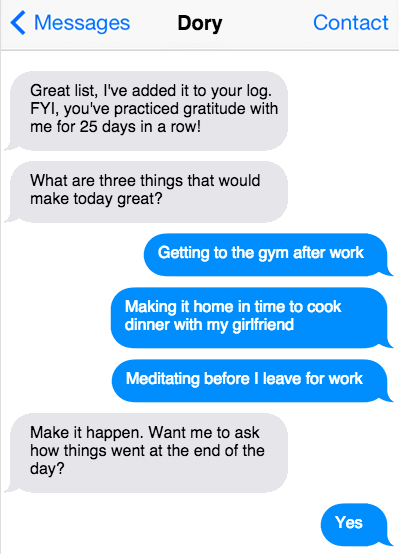 Messages Dory Contact
Great list, I've added it to your log.
FYI, you've practiced gratitude with
me for 25 days in a row!
What are three things that would
make today great?
Getting to the gym after work
Making it home in time to cook
dinner with my girlfriend
Meditating before I leave for work
Make it happen. Want me to ask
how things went at the end of the
day?
Yes